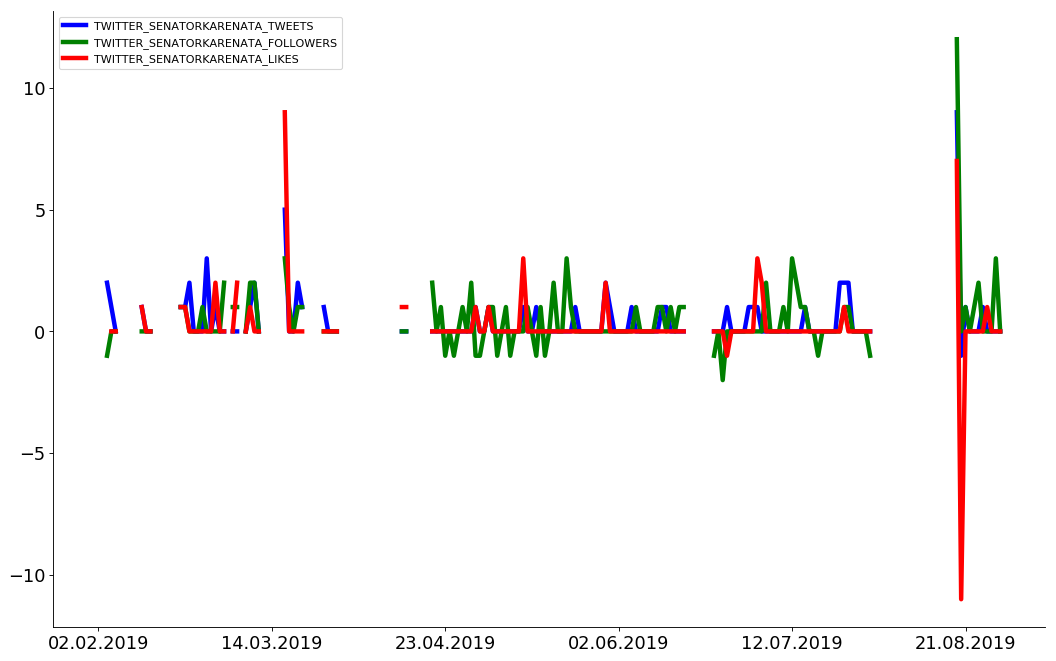 TWITTER_SENATORKARENATA_TWEETS
TWITTER_SENATORKARENATA_FOLLOWERS
TWITTER_SENATORKARENATA_LIKES
10
5
0
−5
−10
02.02.2019 14.03.2019 23.04.2019 02.06.2019 12.07.2019 21.08.2019